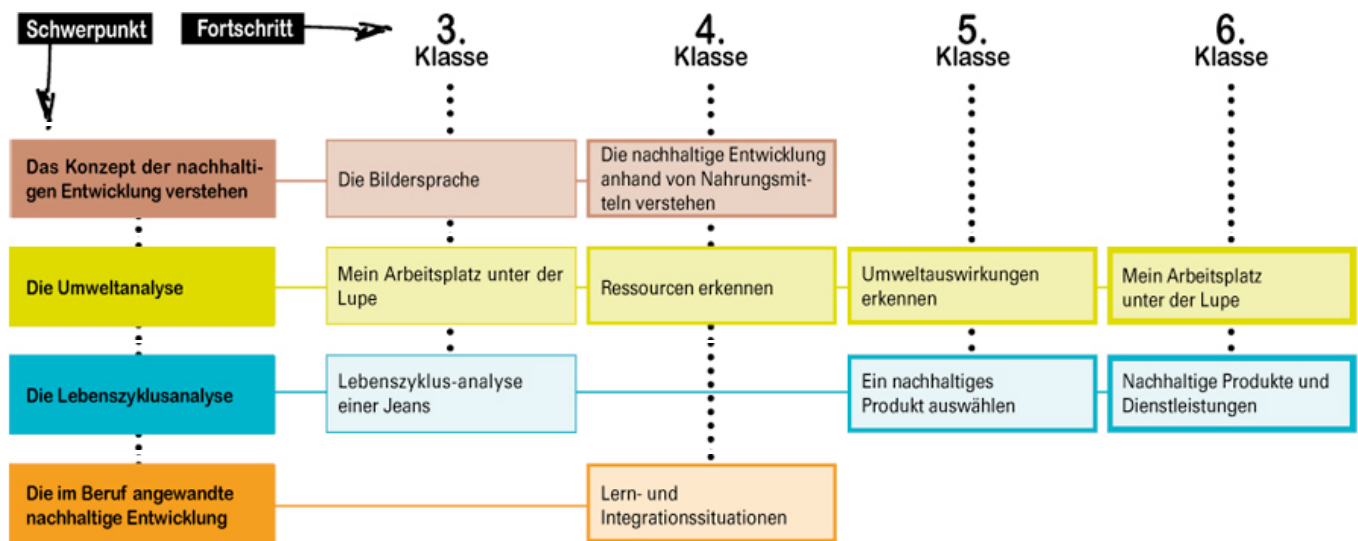 Schwerpunkt
Fortschritt
3.
Klasse
4.
Klasse
5.
Klasse
6.
Klasse
Das Konzept der nachhalti-
gen Entwicklung verstehen
Die Bildersprache
Die nachhaltige Entwicklung
anhand von Nahrungsmit-
teln verstehen
Die Umweltanalyse
Mein Arbeitsplatz unter der
Lupe
Ressourcen erkennen
Umweltauswirkungen
erkennen
Mein Arbeitsplatz
unter der Lupe
Die Lebenszyklusanalyse
Lebenszyklus-analyse
einer Jeans
Ein nachhaltiges
Produkt auswählen
Nachhaltige Produkte und
Dienstleistungen
Die im Beruf angewandte
nachhaltige Entwicklung
Lern- und
Integrationssituationen